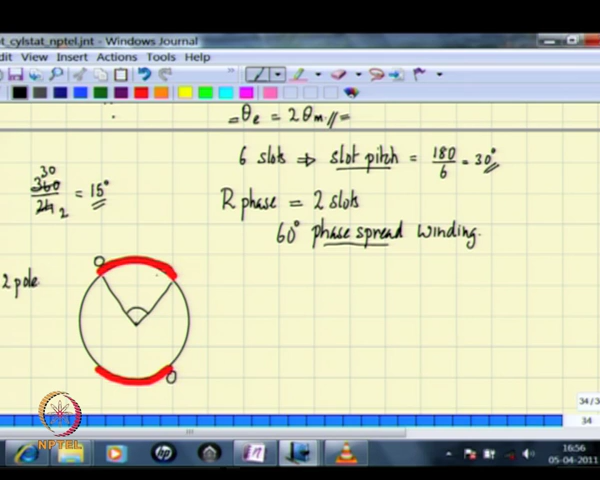 t_cylstat_nptel.jnt - Windows Journal
dit View Insert Actions Tools Help
= θe = 2θm // =
6 slots ⇒ slot pitch = 180/6 = 30°
30
360/24 2 = 15°
R phase = 2 slots
60° phase spread winding.
2 pole
34 / 3
34
NPTEL
16:56
05-04-2011